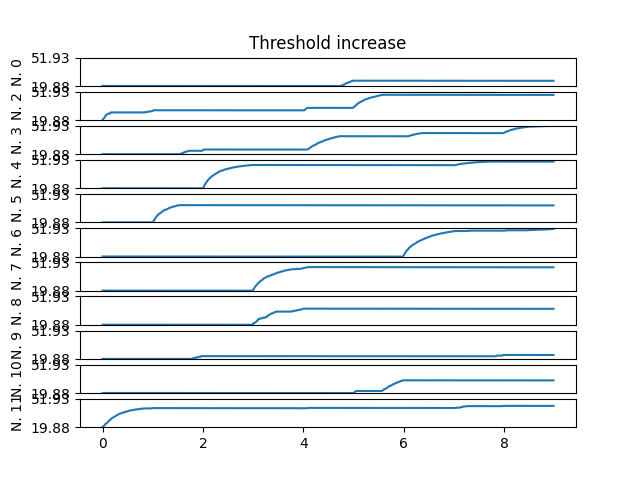 Threshold increase
51.93
N. 0
19.88
51.93
N. 2
19.88
51.93
N. 3
19.88
51.93
N. 4
19.88
51.93
N. 5
19.88
51.93
N. 6
19.88
51.93
N. 7
19.88
51.93
N. 8
19.88
51.93
N. 9
19.88
51.93
N. 10
19.88
51.93
N. 11
19.88
0 2 4 6 8